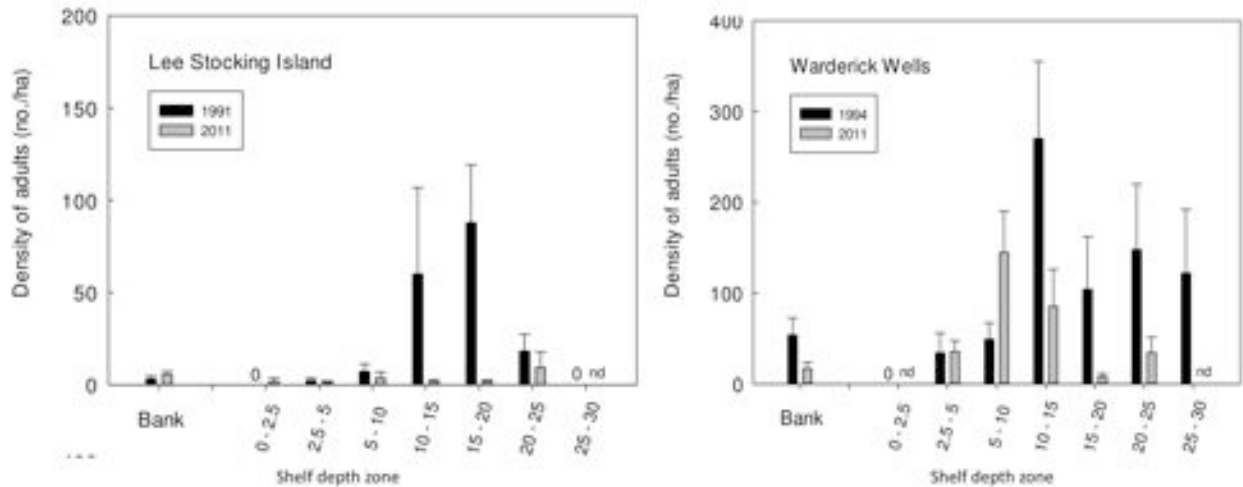 Lee Stocking Island
1991
2011
Density of adults (no./ha)
200
150
100
50
0
0
0 nd
Bank
0 - 2.5
2.5 - 5
5 - 10
10 - 15
15 - 20
20 - 25
25 - 30
Shelf depth zone
Warderick Wells
1994
2011
Density of adults (no./ha)
400
300
200
100
0
0 nd
nd
Bank
0 - 2.5
2.5 - 5
5 - 10
10 - 15
15 - 20
20 - 25
25 - 30
Shelf depth zone